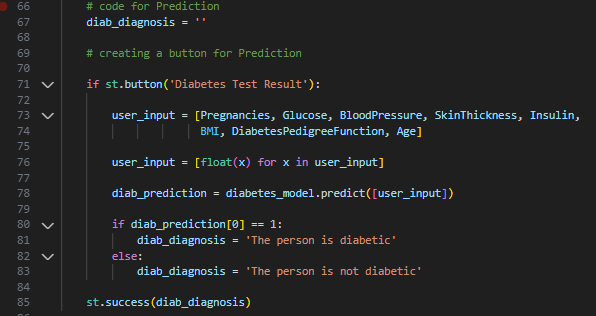 66 # code for Prediction
67 diab_diagnosis = ''
68
69 # creating a button for Prediction
70
71 if st.button('Diabetes Test Result'):
72
73 user_input = [Pregnancies, Glucose, BloodPressure, SkinThickness, Insulin,
74 BMI, DiabetesPedigreeFunction, Age]
75
76 user_input = [float(x) for x in user_input]
77
78 diab_prediction = diabetes_model.predict([user_input])
79
80 if diab_prediction[0] == 1:
81 diab_diagnosis = 'The person is diabetic'
82 else:
83 diab_diagnosis = 'The person is not diabetic'
84
85 st.success(diab_diagnosis)